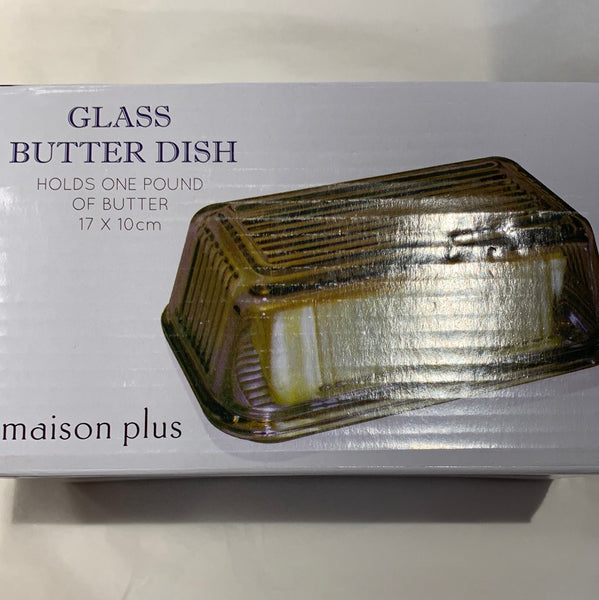 GLASS
BUTTER DISH
HOLDS ONE POUND
OF BUTTER
17 X 10cm
maison plus